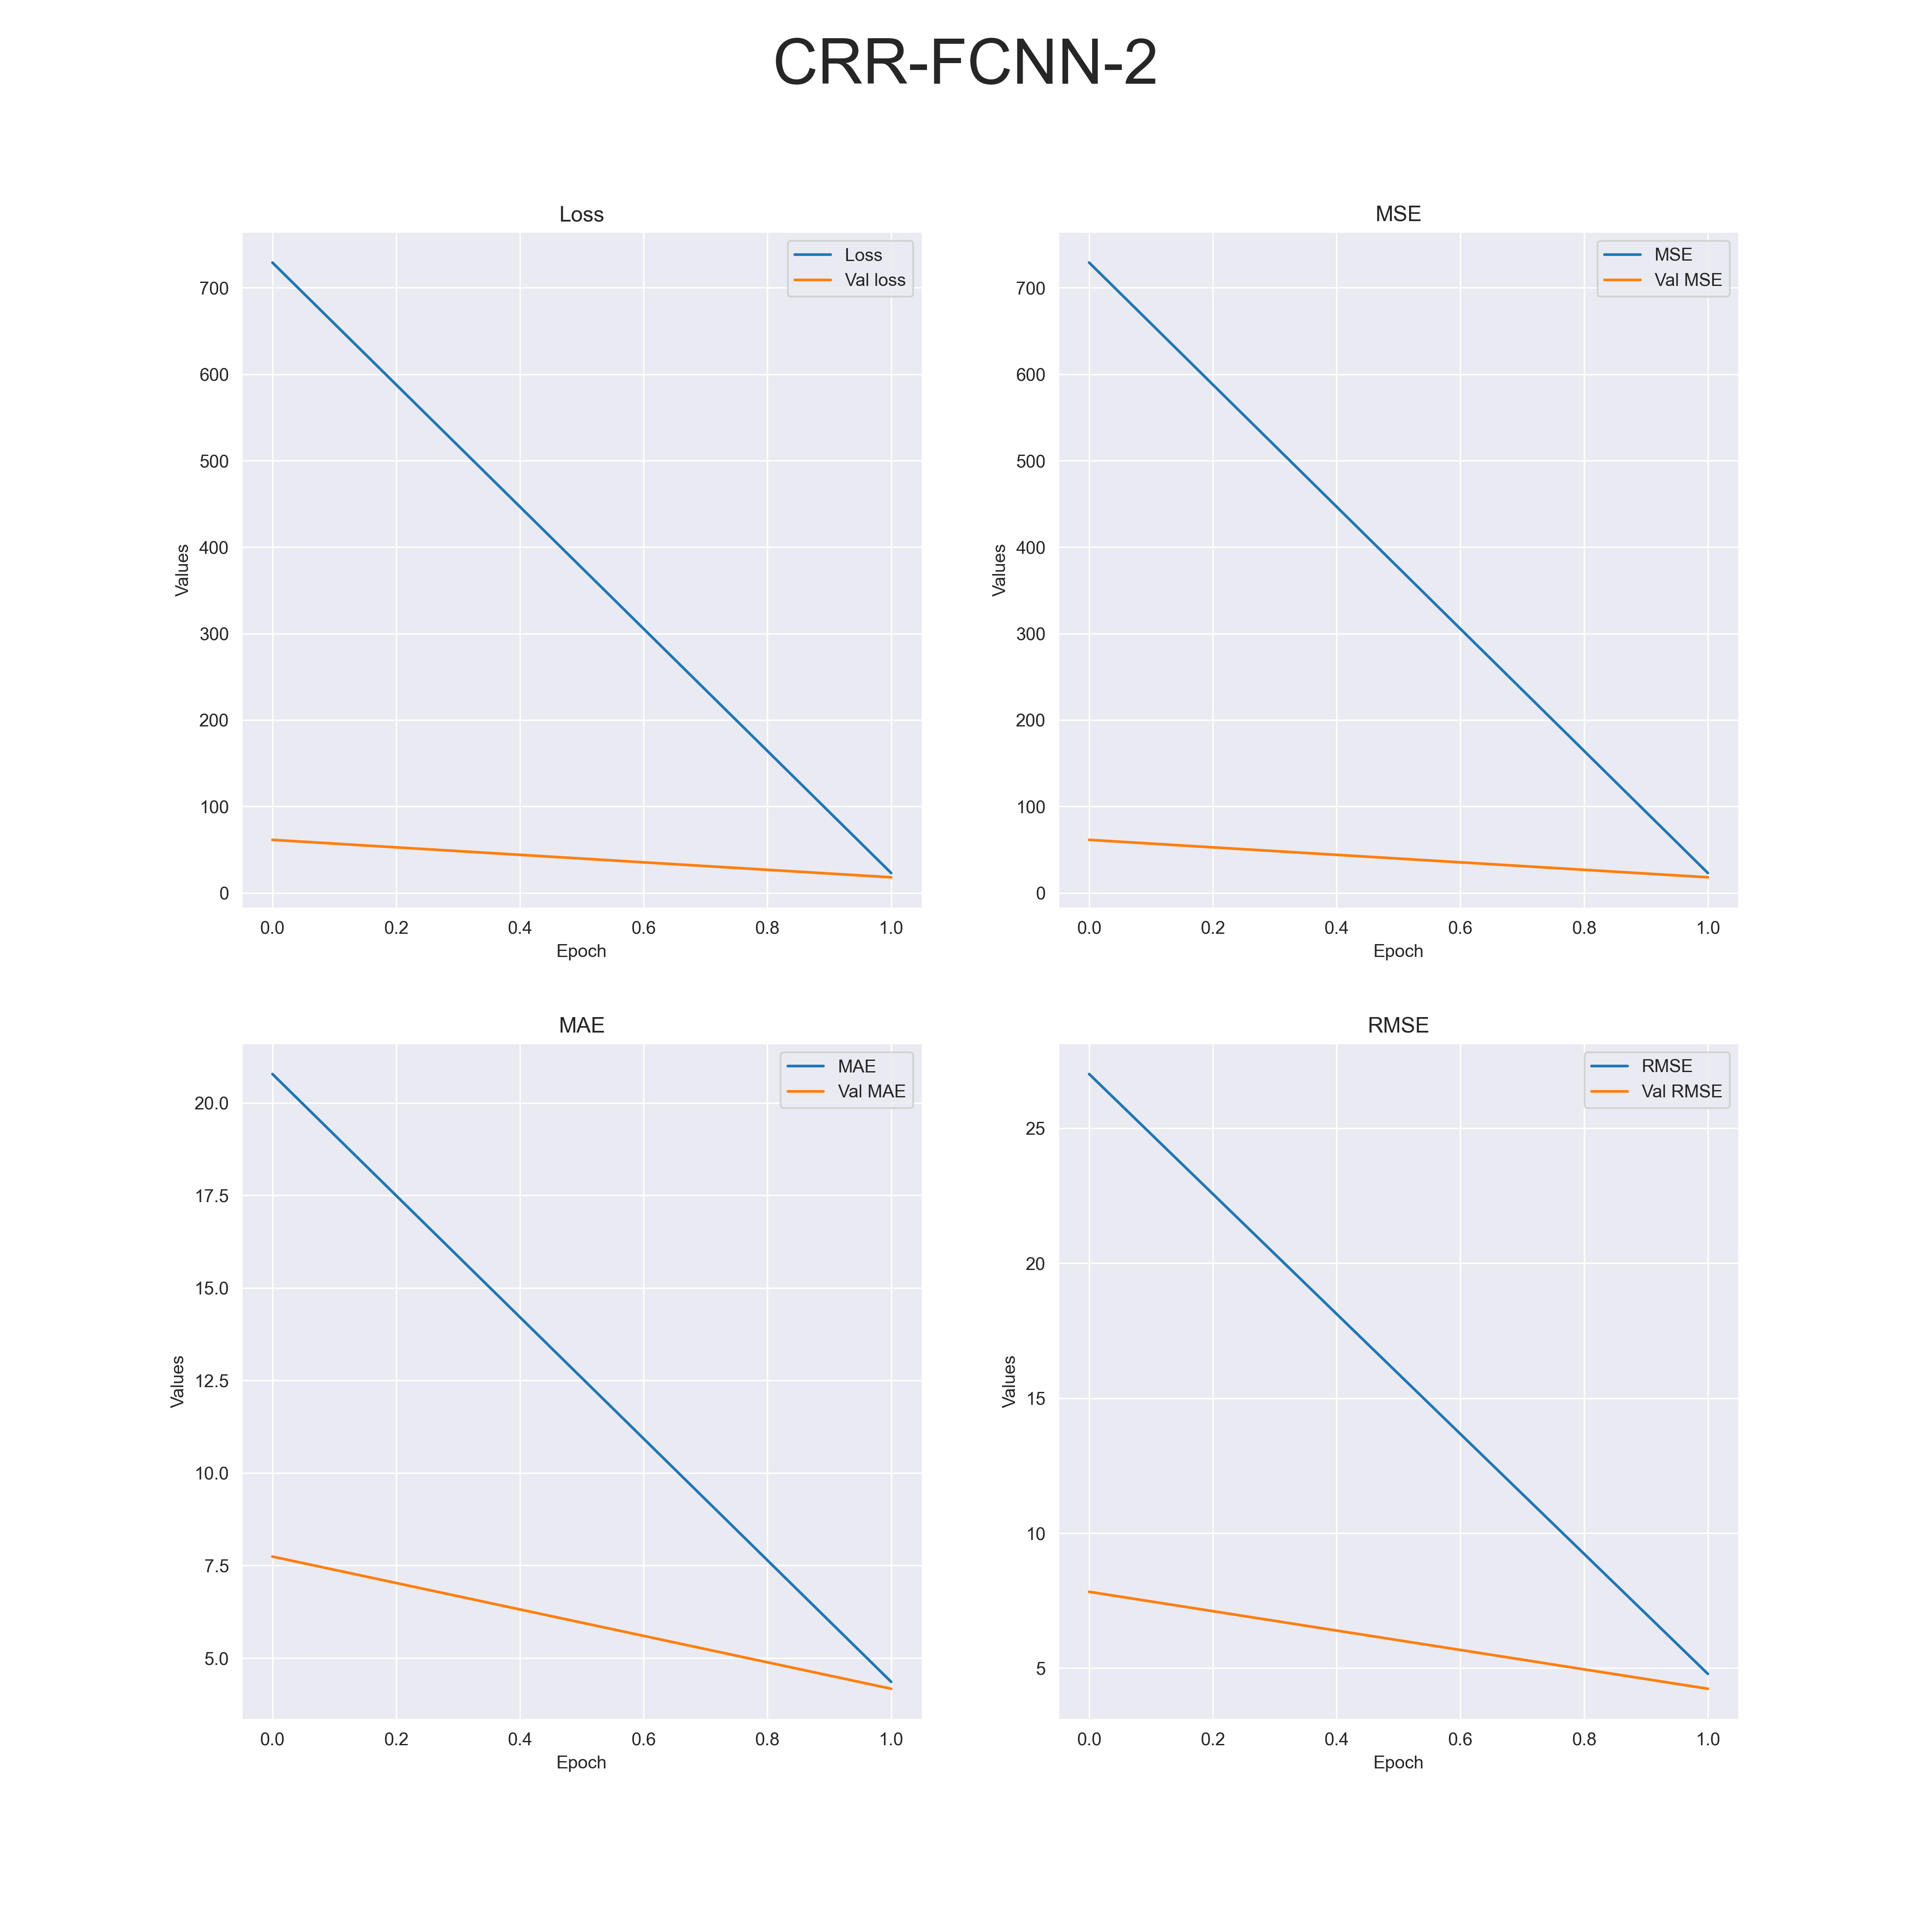 CRR-FCNN-2
Loss
Loss
Val loss
700
600
500
400
300
200
100
0
Values
0.0 0.2 0.4 0.6 0.8 1.0
Epoch
MSE
MSE
Val MSE
700
600
500
400
300
200
100
0
Values
0.0 0.2 0.4 0.6 0.8 1.0
Epoch
MAE
MAE
Val MAE
20.0
17.5
15.0
12.5
10.0
7.5
5.0
Values
0.0 0.2 0.4 0.6 0.8 1.0
Epoch
RMSE
RMSE
Val RMSE
25
20
15
10
5
Values
0.0 0.2 0.4 0.6 0.8 1.0
Epoch